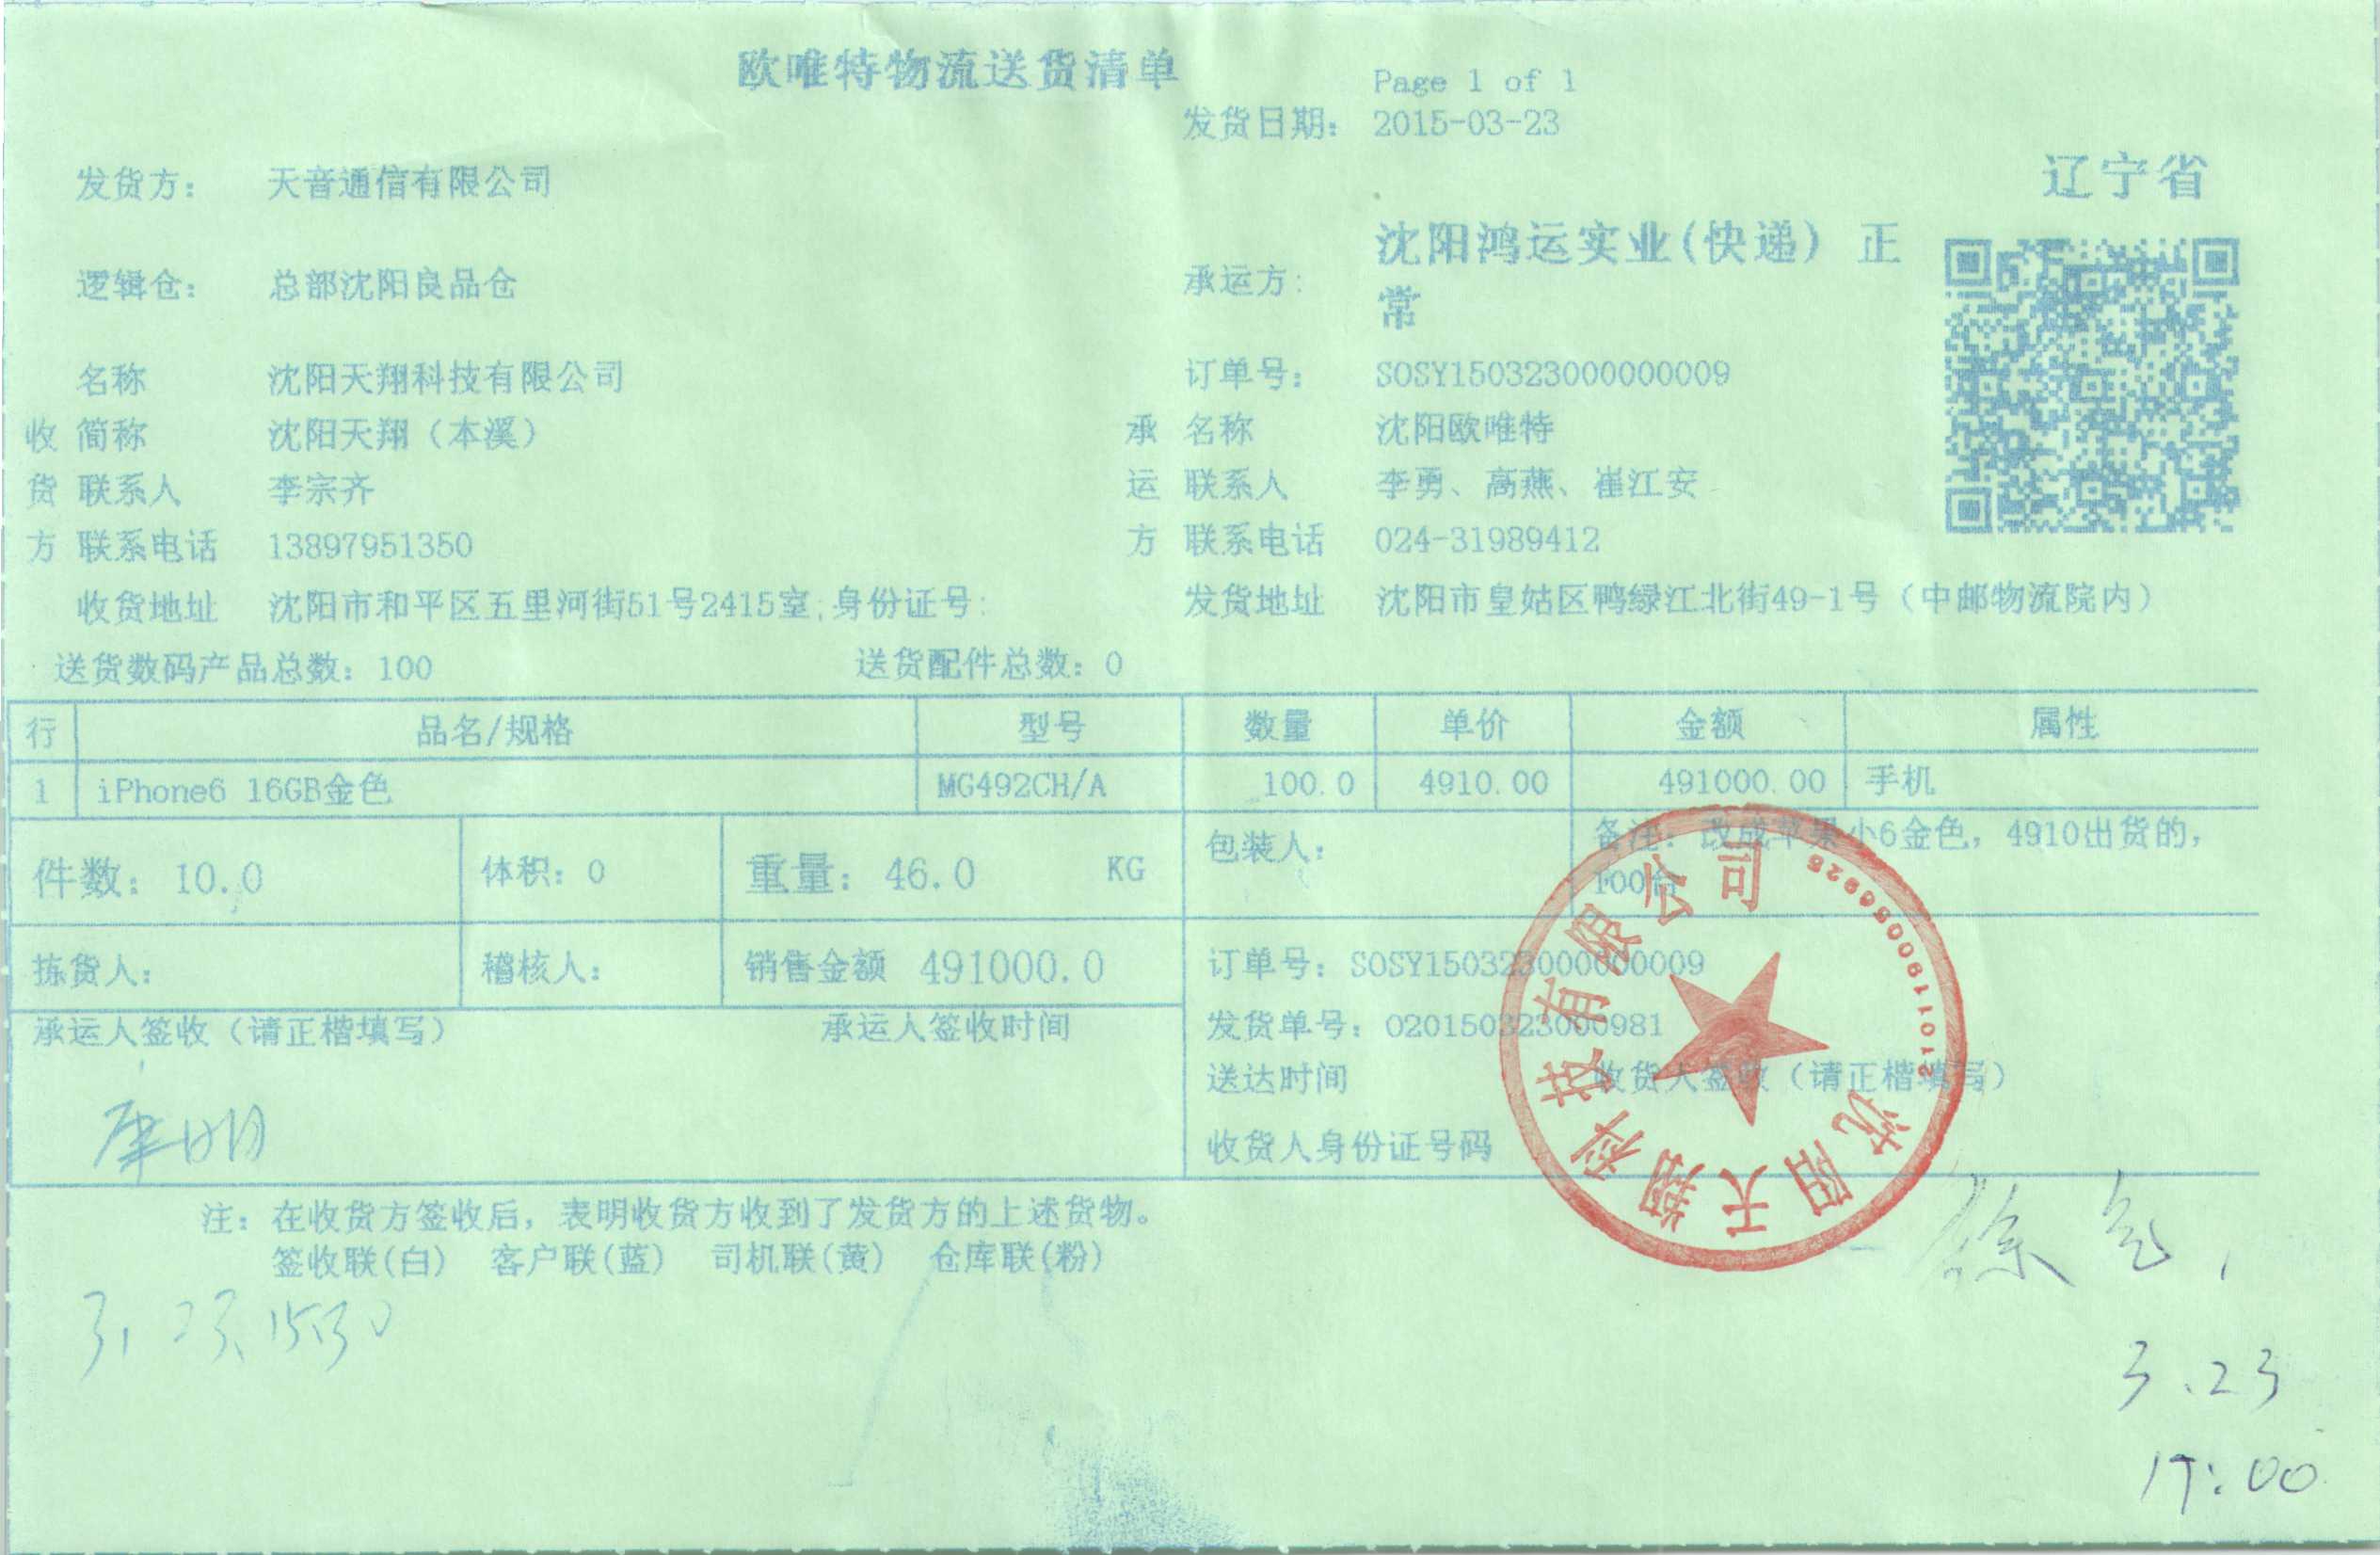 欧唯特物流送货清单
Page 1 of 1
发货日期： 2015-03-23
发货方： 天音通信有限公司
辽宁省
逻辑仓： 总部沈阳良品仓
承运方： 沈阳鸿运实业(快递) 正
常
名称 沈阳天翔科技有限公司
订单号： SOSY150323000000009
收 简称 沈阳天翔（本溪）
承 名称 沈阳欧唯特
货 联系人 李宗齐
运 联系人 李勇、高燕、崔江安
方 联系电话 13897951350
方 联系电话 024-31989412
收货地址 沈阳市和平区五里河街51号2415室;身份证号:
发货地址 沈阳市皇姑区鸭绿江北街49-1号（中邮物流院内）
送货数码产品总数：100 送货配件总数：0
行 品名/规格 型号 数量 单价 金额 属性
1 iPhone6 16GB金色 MG492CH/A 100.0 4910.00 491000.00 手机
件数： 10.0 体积：0 重量： 46.0 KG
包装人：
备注：改成苹果小6金色，4910出货的，
100台
拣货人： 稽核人： 销售金额 491000.0
订单号：SOSY150323000000009
承运人签收（请正楷填写） 承运人签收时间
发货单号：020150323000981
送达时间 收货人签收（请正楷填写）
收货人身份证号码
沈阳天翔科技有限公司
注：在收货方签收后，表明收货方收到了发货方的上述货物。
签收联(白) 客户联(蓝) 司机联(黄) 仓库联(粉)
3.23.1530
3.23
17:00